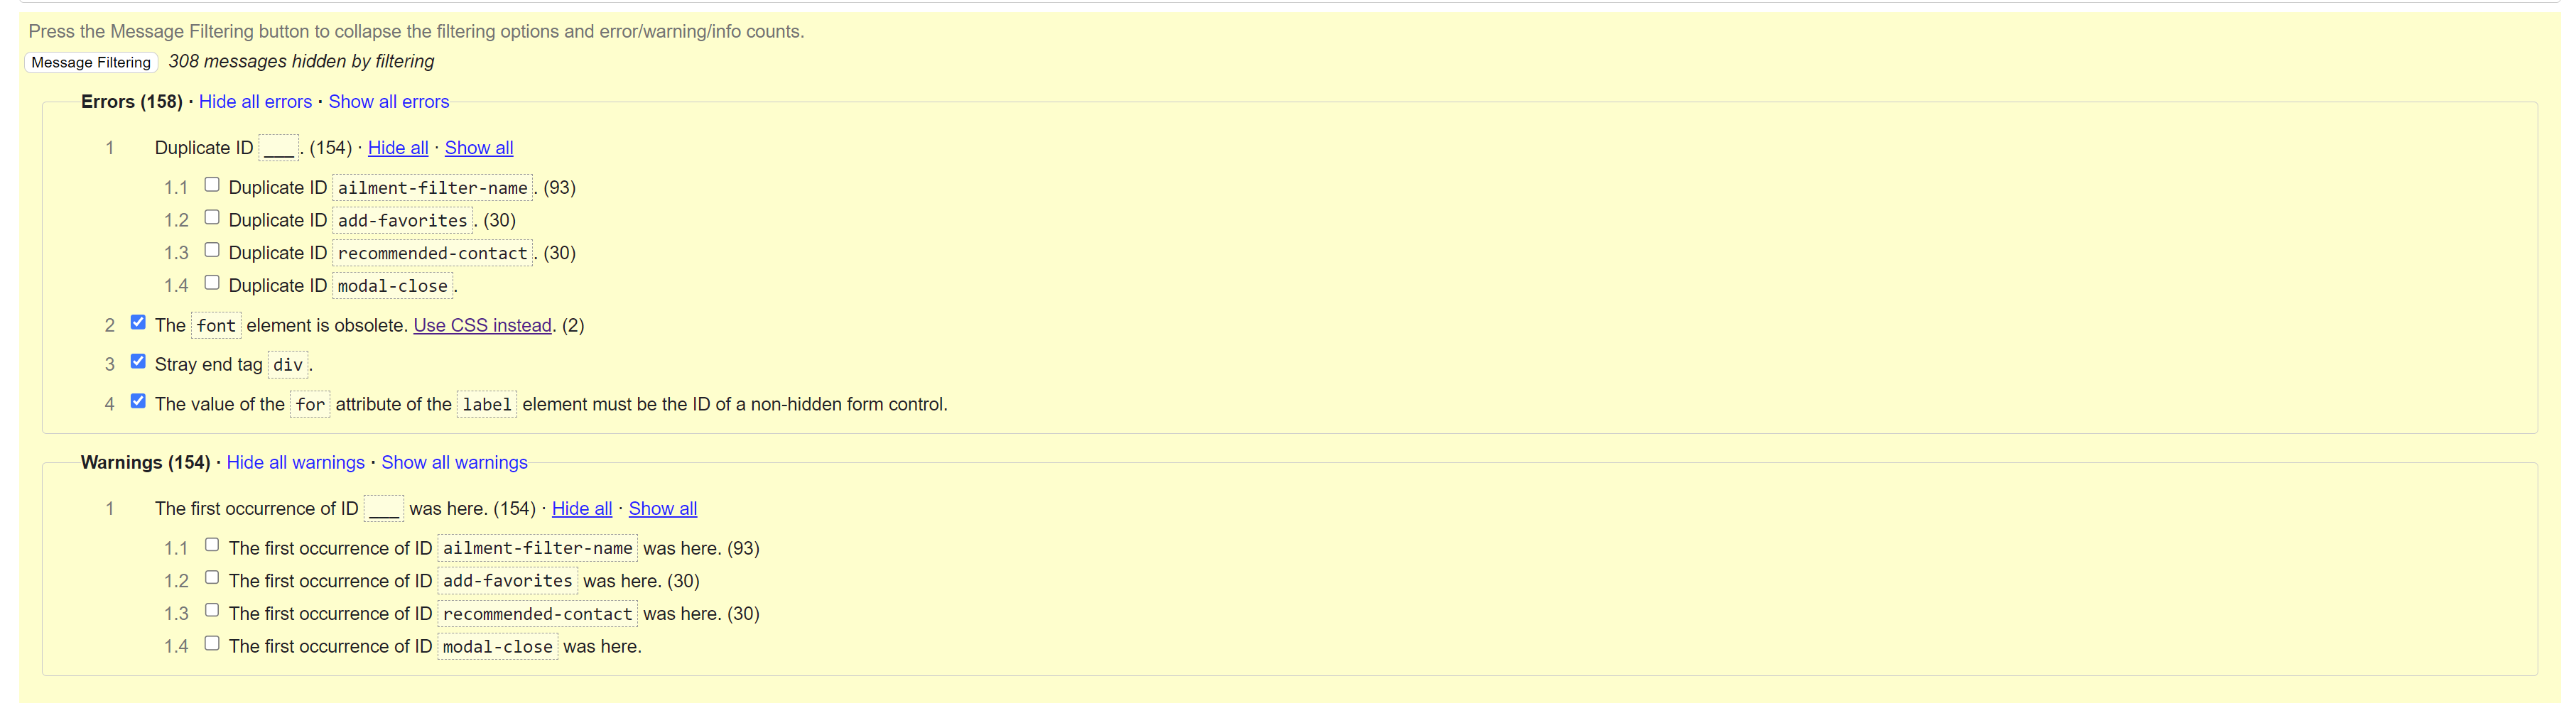 Press the Message Filtering button to collapse the filtering options and error/warning/info counts.
Message Filtering 308 messages hidden by filtering
Errors (158) · Hide all errors · Show all errors
1 Duplicate ID ___. (154) · Hide all · Show all
1.1 Duplicate ID ailment-filter-name. (93)
1.2 Duplicate ID add-favorites. (30)
1.3 Duplicate ID recommended-contact. (30)
1.4 Duplicate ID modal-close.
2 The font element is obsolete. Use CSS instead. (2)
3 Stray end tag div.
4 The value of the for attribute of the label element must be the ID of a non-hidden form control.
Warnings (154) · Hide all warnings · Show all warnings
1 The first occurrence of ID ___ was here. (154) · Hide all · Show all
1.1 The first occurrence of ID ailment-filter-name was here. (93)
1.2 The first occurrence of ID add-favorites was here. (30)
1.3 The first occurrence of ID recommended-contact was here. (30)
1.4 The first occurrence of ID modal-close was here.